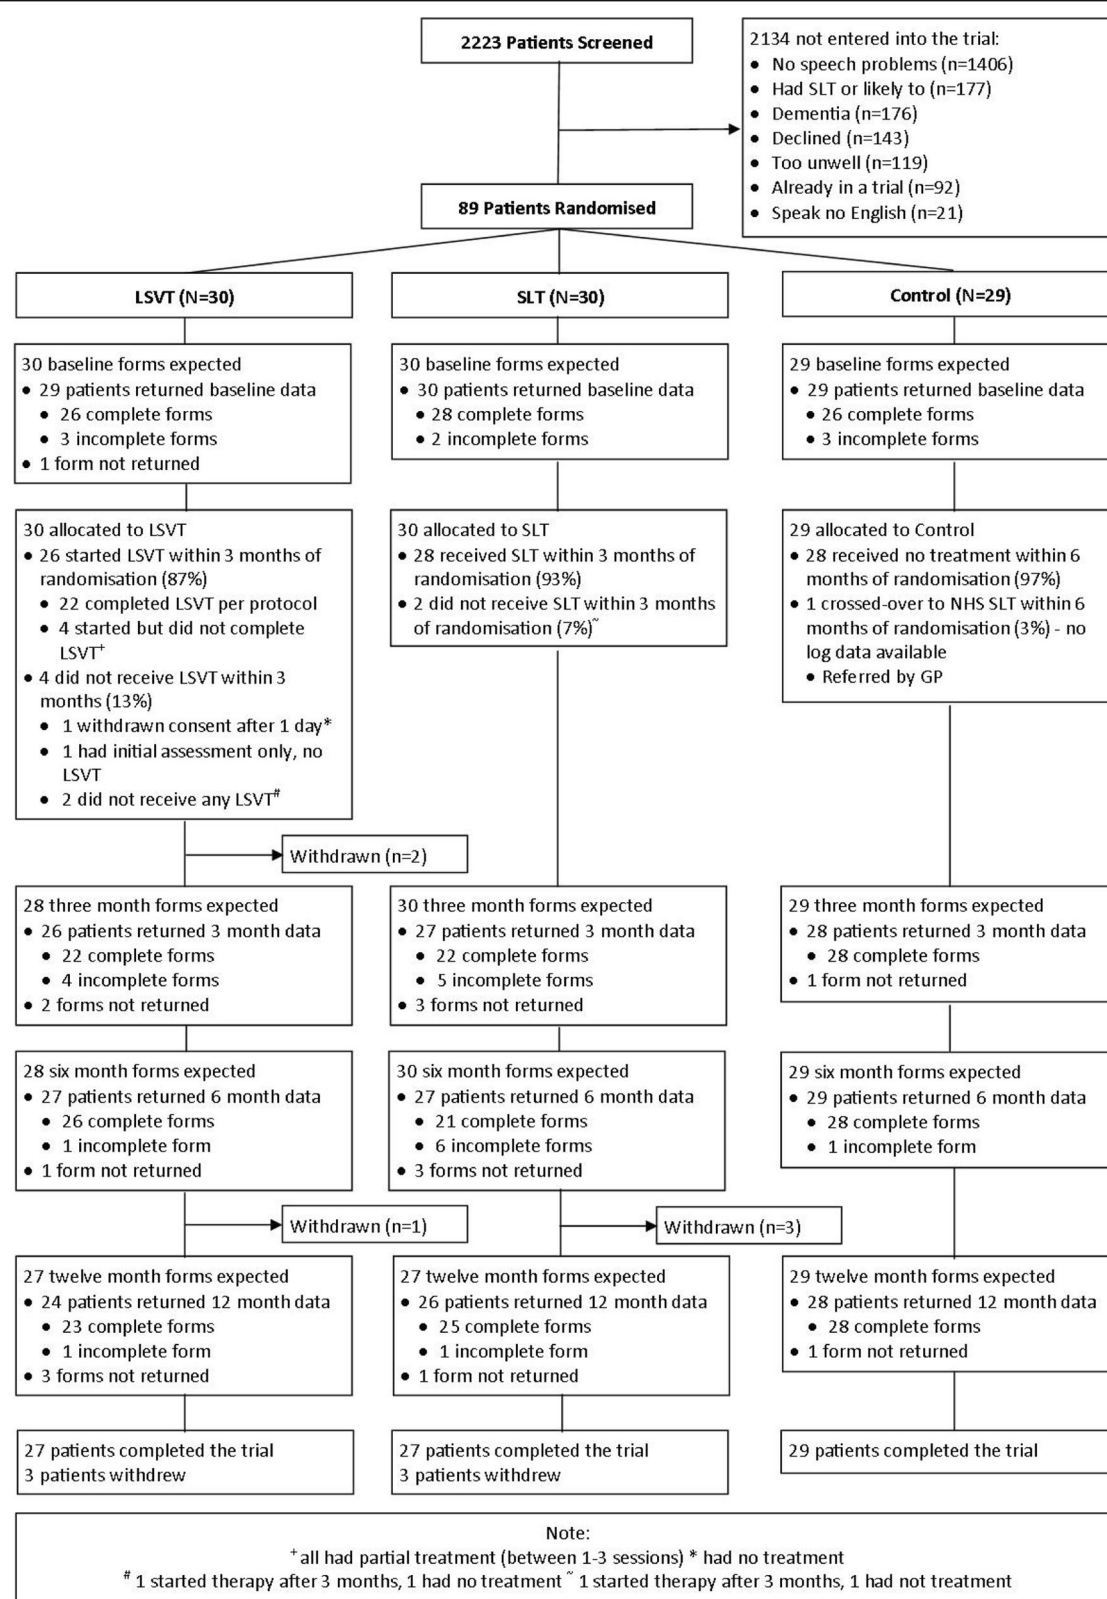 2223 Patients Screened
2134 not entered into the trial:
• No speech problems (n=1406)
• Had SLT or likely to (n=177)
• Dementia (n=176)
• Declined (n=143)
• Too unwell (n=119)
• Already in a trial (n=92)
• Speak no English (n=21)
89 Patients Randomised
LSVT (N=30)
SLT (N=30)
Control (N=29)
30 baseline forms expected
• 29 patients returned baseline data
• 26 complete forms
• 3 incomplete forms
• 1 form not returned
30 baseline forms expected
• 30 patients returned baseline data
• 28 complete forms
• 2 incomplete forms
29 baseline forms expected
• 29 patients returned baseline data
• 26 complete forms
• 3 incomplete forms
30 allocated to LSVT
• 26 started LSVT within 3 months of
randomisation (87%)
• 22 completed LSVT per protocol
• 4 started but did not complete
LSVT+
• 4 did not receive LSVT within 3
months (13%)
• 1 withdrawn consent after 1 day*
• 1 had initial assessment only, no
LSVT
• 2 did not receive any LSVT#
30 allocated to SLT
• 28 received SLT within 3 months of
randomisation (93%)
• 2 did not receive SLT within 3 months
of randomisation (7%)~
29 allocated to Control
• 28 received no treatment within 6
months of randomisation (97%)
• 1 crossed-over to NHS SLT within 6
months of randomisation (3%) - no
log data available
• Referred by GP
Withdrawn (n=2)
28 three month forms expected
• 26 patients returned 3 month data
• 22 complete forms
• 4 incomplete forms
• 2 forms not returned
30 three month forms expected
• 27 patients returned 3 month data
• 22 complete forms
• 5 incomplete forms
• 3 forms not returned
29 three month forms expected
• 28 patients returned 3 month data
• 28 complete forms
• 1 form not returned
28 six month forms expected
• 27 patients returned 6 month data
• 26 complete forms
• 1 incomplete form
• 1 form not returned
30 six month forms expected
• 27 patients returned 6 month data
• 21 complete forms
• 6 incomplete forms
• 3 forms not returned
29 six month forms expected
• 29 patients returned 6 month data
• 28 complete forms
• 1 incomplete form
Withdrawn (n=1)
Withdrawn (n=3)
27 twelve month forms expected
• 24 patients returned 12 month data
• 23 complete forms
• 1 incomplete form
• 3 forms not returned
27 twelve month forms expected
• 26 patients returned 12 month data
• 25 complete forms
• 1 incomplete form
• 1 form not returned
29 twelve month forms expected
• 28 patients returned 12 month data
• 28 complete forms
• 1 form not returned
27 patients completed the trial
3 patients withdrew
27 patients completed the trial
3 patients withdrew
29 patients completed the trial
Note:
+ all had partial treatment (between 1-3 sessions) * had no treatment
# 1 started therapy after 3 months, 1 had no treatment ~ 1 started therapy after 3 months, 1 had not treatment